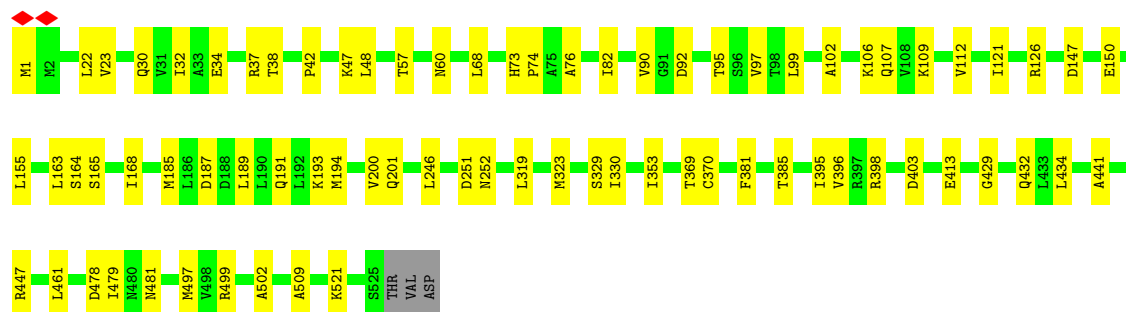 M1 M2 L22 V23 Q30 V31 I32 A33 E34 R37 T38 P42 K47 L48 T57 N60 L68 H73 P74 A75 A76 I82 V90 G91 D92 T95 S96 V97 T98 L99 A102 K106 Q107 V108 K109 V112 I121 R126 D147 E150
L155 L163 S164 S165 I168 M185 L186 D187 D188 L189 L190 Q191 L192 K193 M194 V200 Q201 L246 D251 N252 L319 M323 S329 I330 I353 T369 C370 F381 T385 I395 V396 R397 R398 D403 E413 G429 Q432 L433 L434 A441
R447 L461 D478 I479 N480 N481 M497 V498 R499 A502 A509 K521 S525 THR VAL ASP